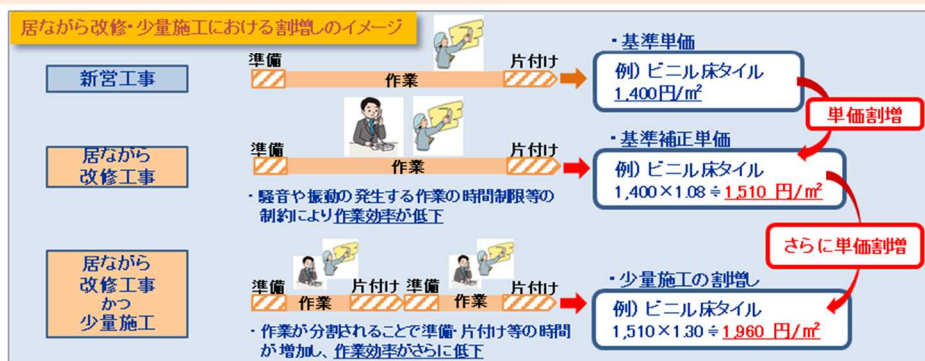 居ながら改修・少量施工における割増しのイメージ
新営工事
準備
作業
片付け
・基準単価
例) ビニル床タイル
1,400円/m²
単価割増
居ながら
改修工事
準備
作業
片付け
・騒音や振動の発生する作業の時間制限等の
制約により作業効率が低下
・基準補正単価
例) ビニル床タイル
1,400×1.08≑1,510 円/m²
さらに単価割増
居ながら
改修工事
かつ
少量施工
準備
作業
片付け
準備
作業
片付け
・作業が分割されることで準備・片付け等の時間
が増加し、作業効率がさらに低下
・少量施工の割増し
例) ビニル床タイル
1,510×1.30≑1,960 円/m²